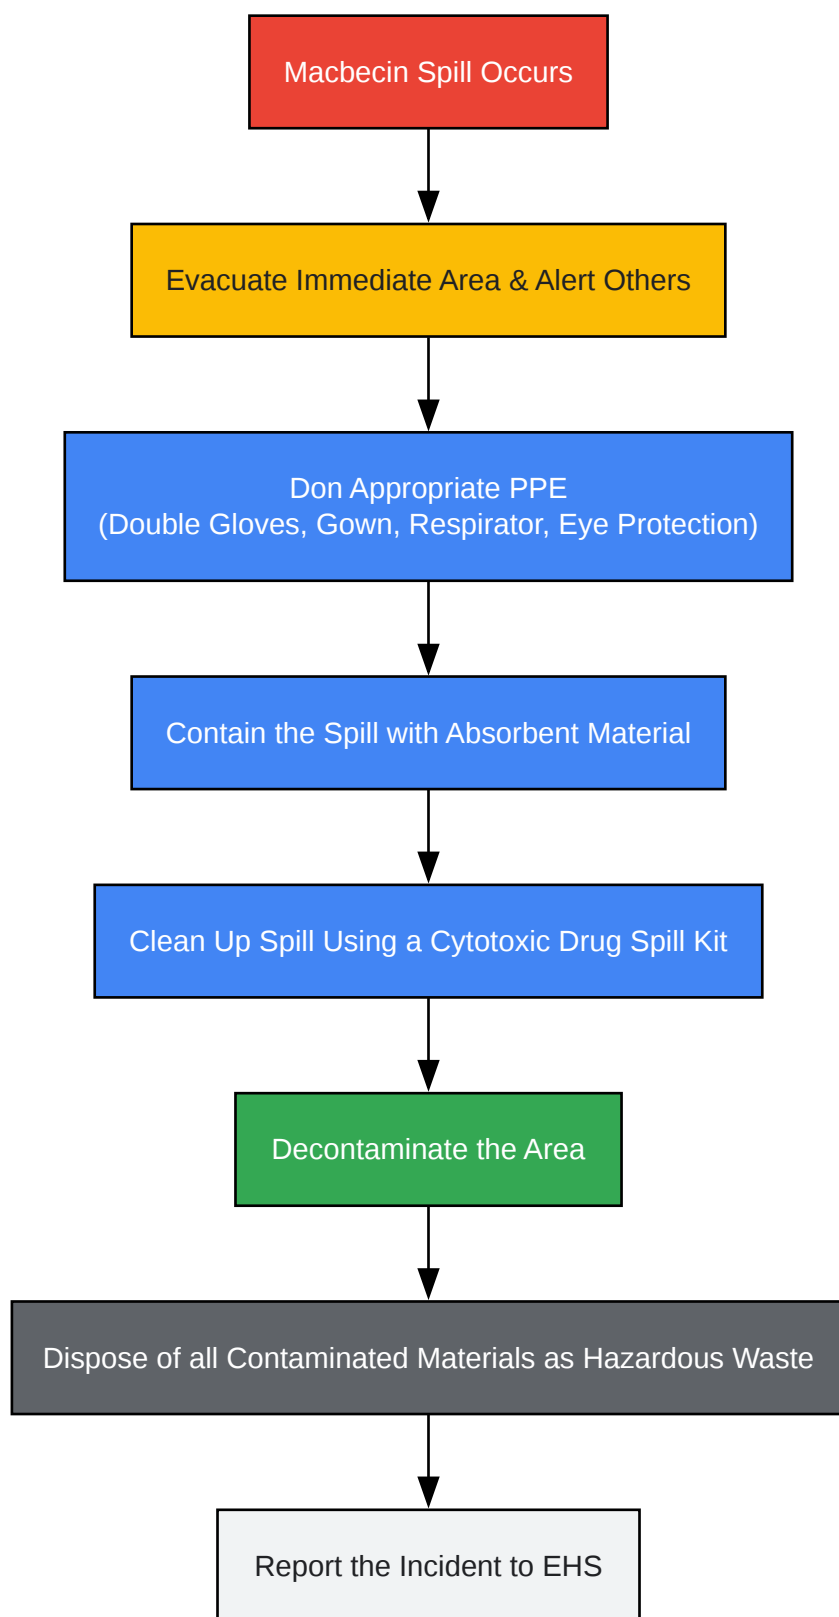 Macbecin Spill Occurs
Evacuate Immediate Area & Alert Others
Don Appropriate PPE
(Double Gloves, Gown, Respirator, Eye Protection)
Contain the Spill with Absorbent Material
Clean Up Spill Using a Cytotoxic Drug Spill Kit
Decontaminate the Area
Dispose of all Contaminated Materials as Hazardous Waste
Report the Incident to EHS